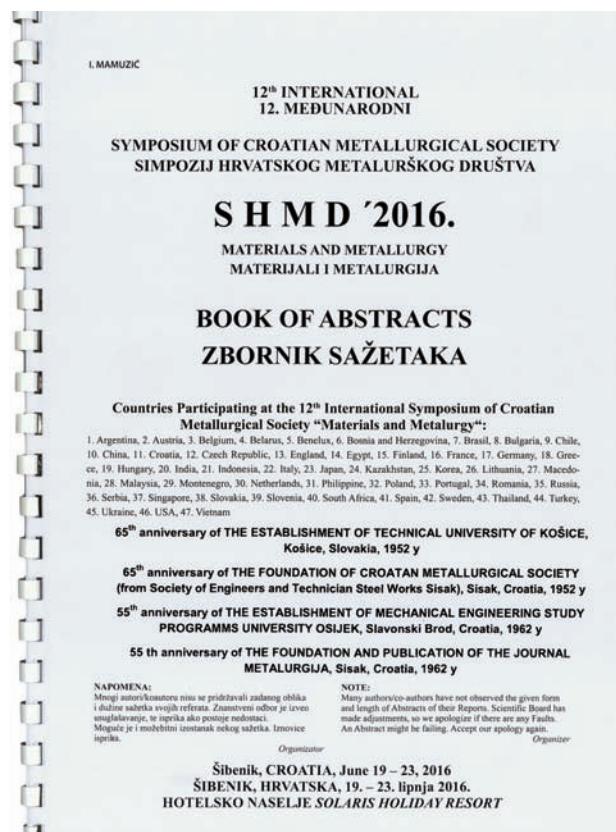 I. MAMUZIĆ
12th INTERNATIONAL
12. MEĐUNARODNI
SYMPOSIUM OF CROATIAN METALLURGICAL SOCIETY
SIMPOZIJ HRVATSKOG METALURŠKOG DRUŠTVA
S H M D ´2016.
MATERIALS AND METALLURGY
MATERIJALI I METALURGIJA
BOOK OF ABSTRACTS
ZBORNIK SAŽETAKA
Countries Participating at the 12th International Symposium of Croatian
Metallurgical Society “Materials and Metalurgy“:
1. Argentina, 2. Austria, 3. Belgium, 4. Belarus, 5. Benelux, 6. Bosnia and Herzegovina, 7. Brasil, 8. Bulgaria, 9. Chile,
10. China, 11. Croatia, 12. Czech Republic, 13. England, 14. Egypt, 15. Finland, 16. France, 17. Germany, 18. Gree-
ce, 19. Hungary, 20. India, 21. Indonesia, 22. Italy, 23. Japan, 24. Kazakhstan, 25. Korea, 26. Lithuania, 27. Macedo-
nia, 28. Malaysia, 29. Montenegro, 30. Netherlands, 31. Philippine, 32. Poland, 33. Portugal, 34. Romania, 35. Russia,
36. Serbia, 37. Singapore, 38. Slovakia, 39. Slovenia, 40. South Africa, 41. Spain, 42. Sweden, 43. Thailand, 44. Turkey,
45. Ukraine, 46. USA, 47. Vietnam
65th anniversary of THE ESTABLISHMENT OF TECHNICAL UNIVERSITY OF KOŠICE,
Košice, Slovakia, 1952 y
65th anniversary of THE FOUNDATION OF CROATAN METALLURGICAL SOCIETY
(from Society of Engineers and Technician Steel Works Sisak), Sisak, Croatia, 1952 y
55th anniversary of THE ESTABLISHMENT OF MECHANICAL ENGINEERING STUDY
PROGRAMMS UNIVERSITY OSIJEK, Slavonski Brod, Croatia, 1962 y
55 th anniversary of THE FOUNDATION AND PUBLICATION OF THE JOURNAL
METALURGIJA, Sisak, Croatia, 1962 y
NAPOMENA:
Mnogi autori/koautoru nisu se pridržavali zadanog oblika
i dužine sažetka svojih referata. Znanstveni odbor je izveo
usuglašavanje, te isprika ako postoje nedostaci.
Moguće je i možebitni izostanak nekog sažetka. Iznovice
isprika.
Organizator
NOTE:
Many authors/co-authors have not observed the given form
and length of Abstracts of their Reports. Scientific Board has
made adjustments, so we apologize if there are any Faults.
An Abstract might be failing. Accept our apology again.
Organizer
Šibenik, CROATIA, June 19 – 23, 2016
ŠIBENIK, HRVATSKA, 19. – 23. lipnja 2016.
HOTELSKO NASELJE SOLARIS HOLIDAY RESORT